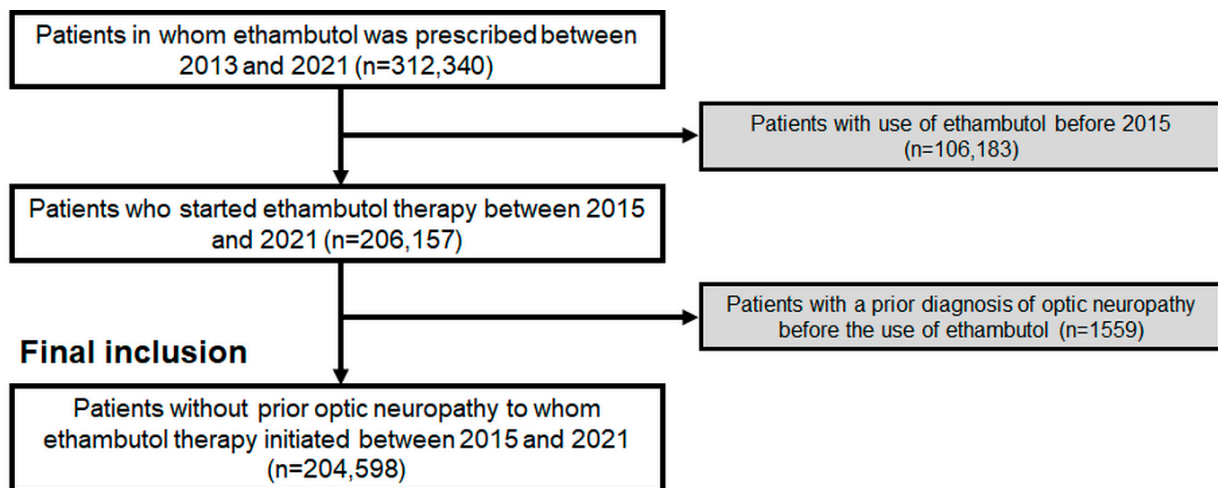 Patients in whom ethambutol was prescribed between
2013 and 2021 (n=312,340)
Patients with use of ethambutol before 2015
(n=106,183)
Patients who started ethambutol therapy between 2015
and 2021 (n=206,157)
Patients with a prior diagnosis of optic neuropathy
before the use of ethambutol (n=1559)
Final inclusion
Patients without prior optic neuropathy to whom
ethambutol therapy initiated between 2015 and 2021
(n=204,598)